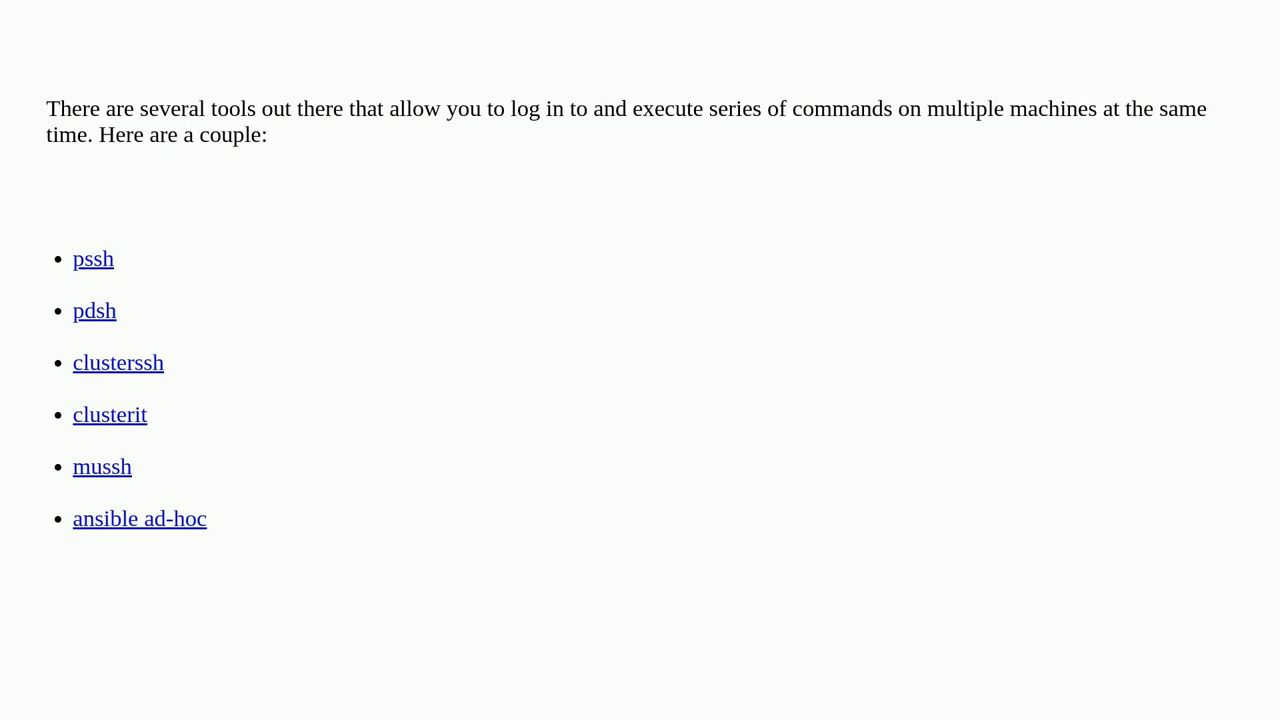 There are several tools out there that allow you to log in to and execute series of commands on multiple machines at the same
time. Here are a couple:
• pssh
• pdsh
• clusterssh
• clusterit
• mussh
• ansible ad-hoc